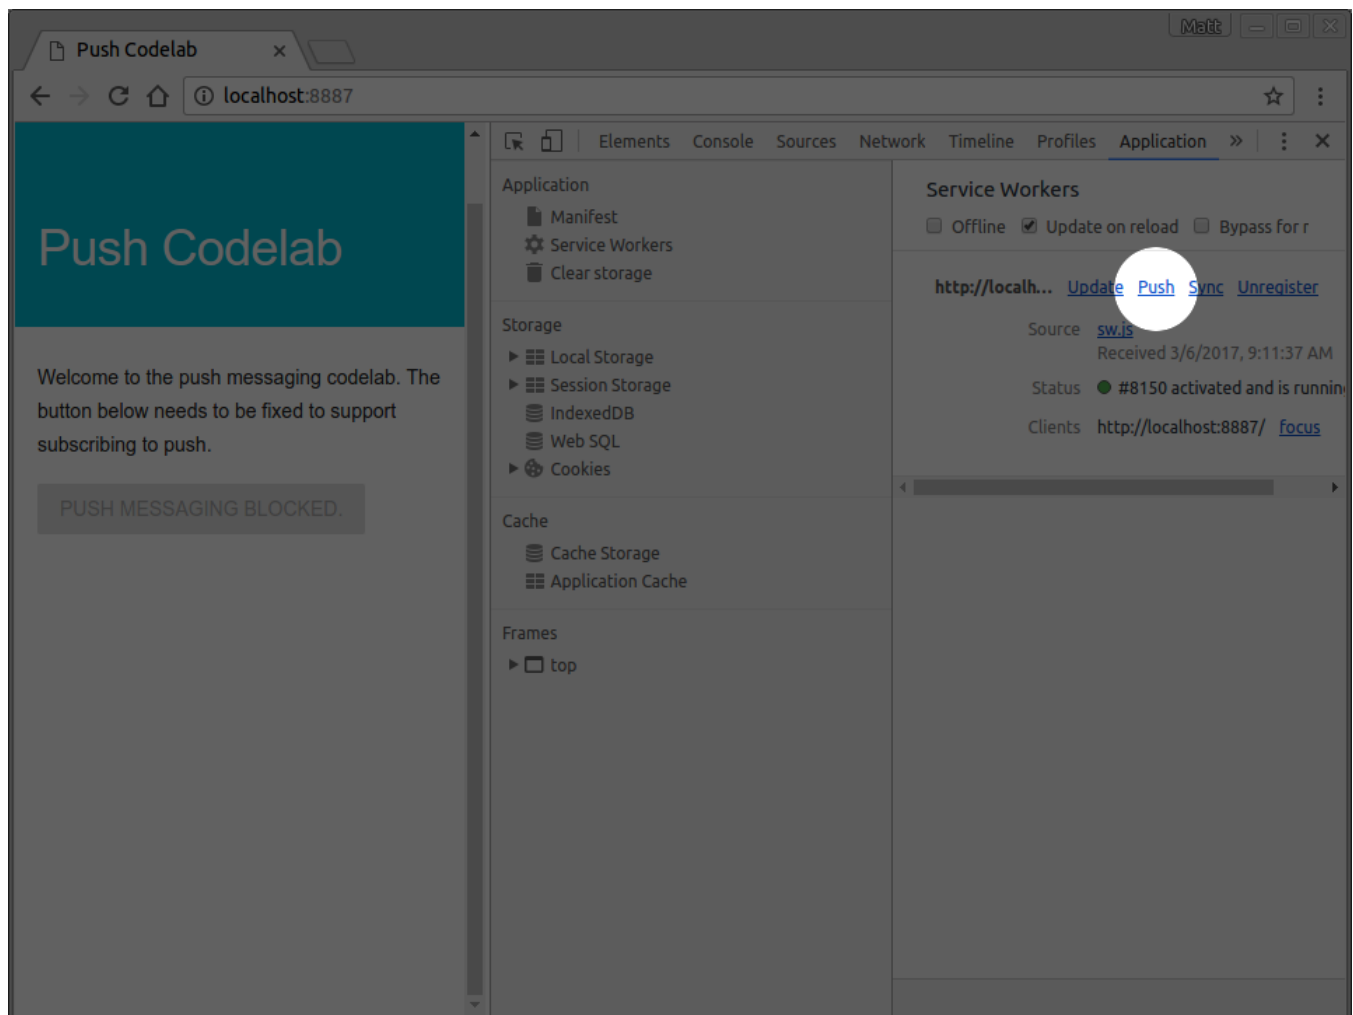 Matt
Push Codelab
localhost:8887
Elements Console Sources Network Timeline Profiles Application »
Push Codelab
Welcome to the push messaging codelab. The
button below needs to be fixed to support
subscribing to push.
PUSH MESSAGING BLOCKED.
Application
Manifest
Service Workers
Clear storage
Storage
Local Storage
Session Storage
IndexedDB
Web SQL
Cookies
Cache
Cache Storage
Application Cache
Frames
top
Service Workers
Offline Update on reload Bypass for r
http://localh... Update Push Sync Unregister
Source sw.js
Received 3/6/2017, 9:11:37 AM
Status #8150 activated and is running
Clients http://localhost:8887/ focus